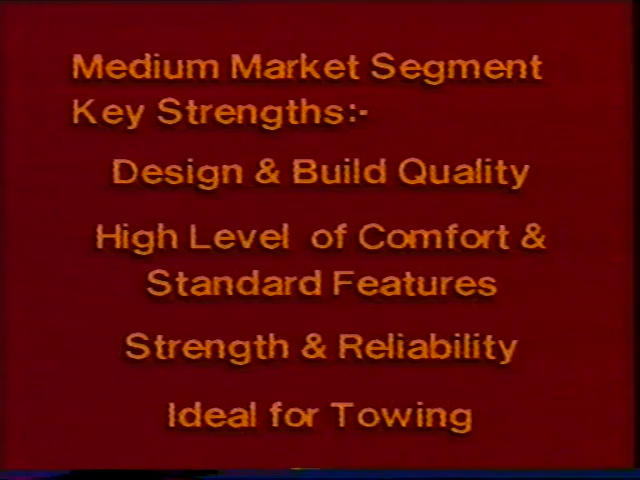 Medium Market Segment
Key Strengths:-
Design & Build Quality
High Level of Comfort &
Standard Features
Strength & Reliability
Ideal for Towing